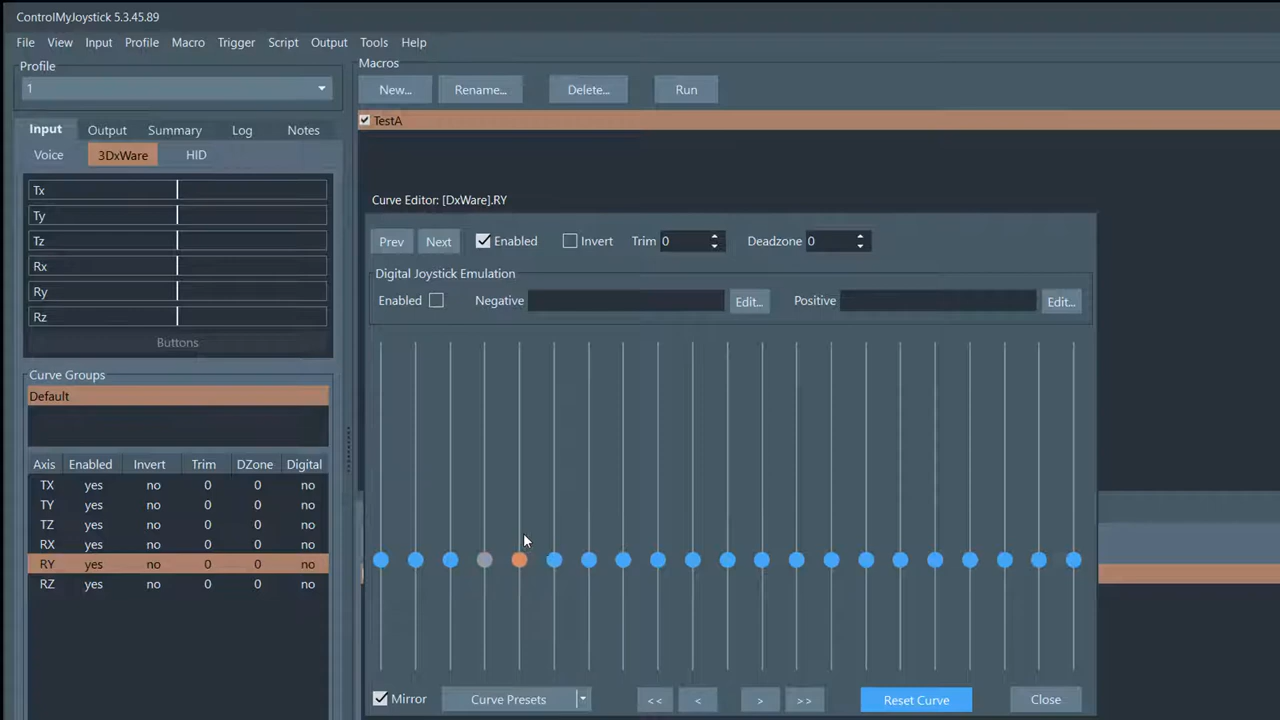 ControlMyJoystick 5.3.45.89
File View Input Profile Macro Trigger Script Output Tools Help
Profile
1
Input Output Summary Log Notes
Voice 3DxWare HID
Tx
Ty
Tz
Rx
Ry
Rz
Buttons
Curve Groups
Default
Axis Enabled Invert Trim DZone Digital
TX yes no 0 0 no
TY yes no 0 0 no
TZ yes no 0 0 no
RX yes no 0 0 no
RY yes no 0 0 no
RZ yes no 0 0 no
Macros
New... Rename... Delete... Run
TestA
Curve Editor: [DxWare].RY
Prev Next Enabled Invert Trim 0 Deadzone 0
Digital Joystick Emulation
Enabled Negative Edit... Positive Edit...
Mirror Curve Presets << < > >> Reset Curve Close